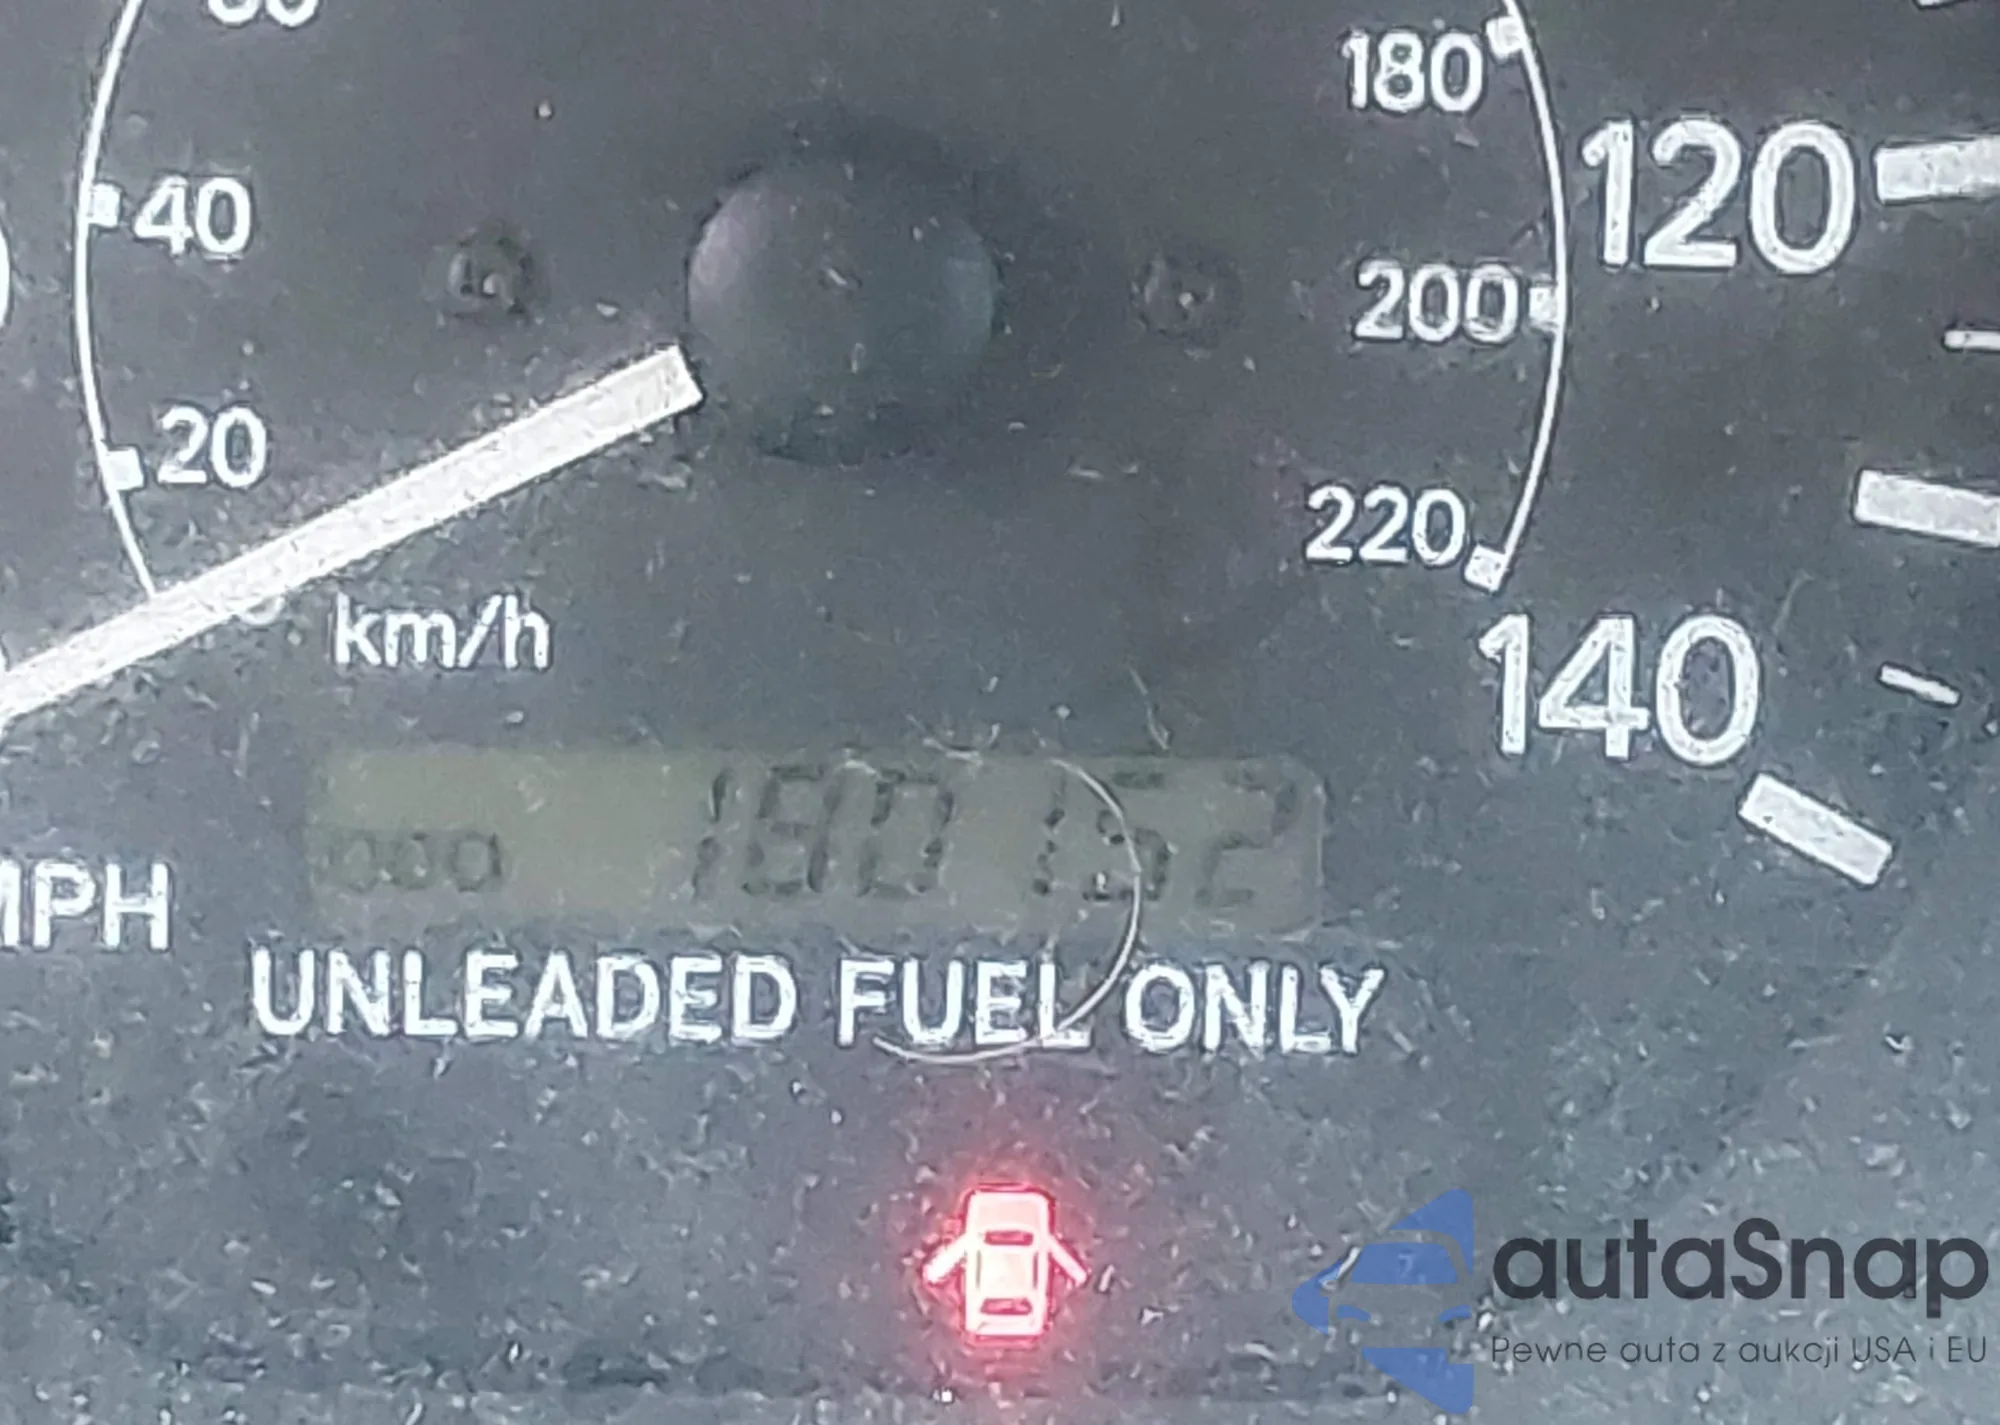 180
40
120
200
20
220
km/h
140
000 180152
MPH
UNLEADED FUEL ONLY
autaSnap
Pewne auta z aukcji USA i EU